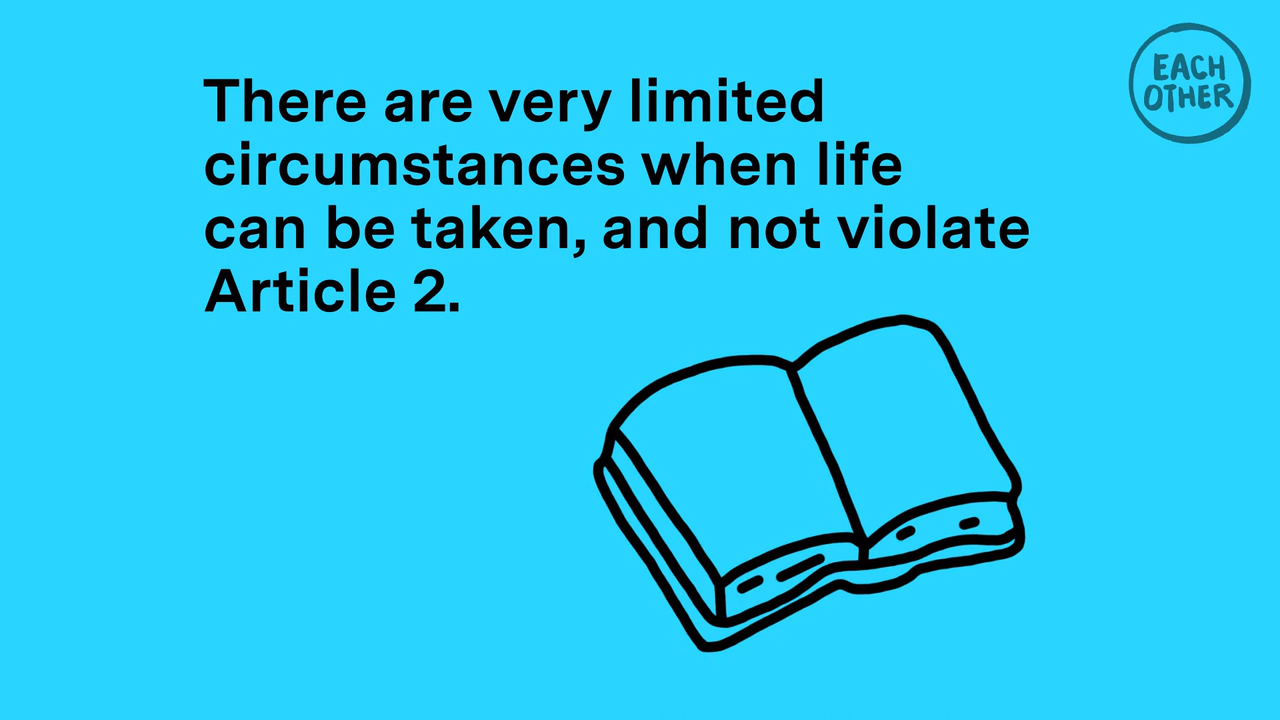 There are very limited
circumstances when life
can be taken, and not violate
Article 2.
EACH
OTHER